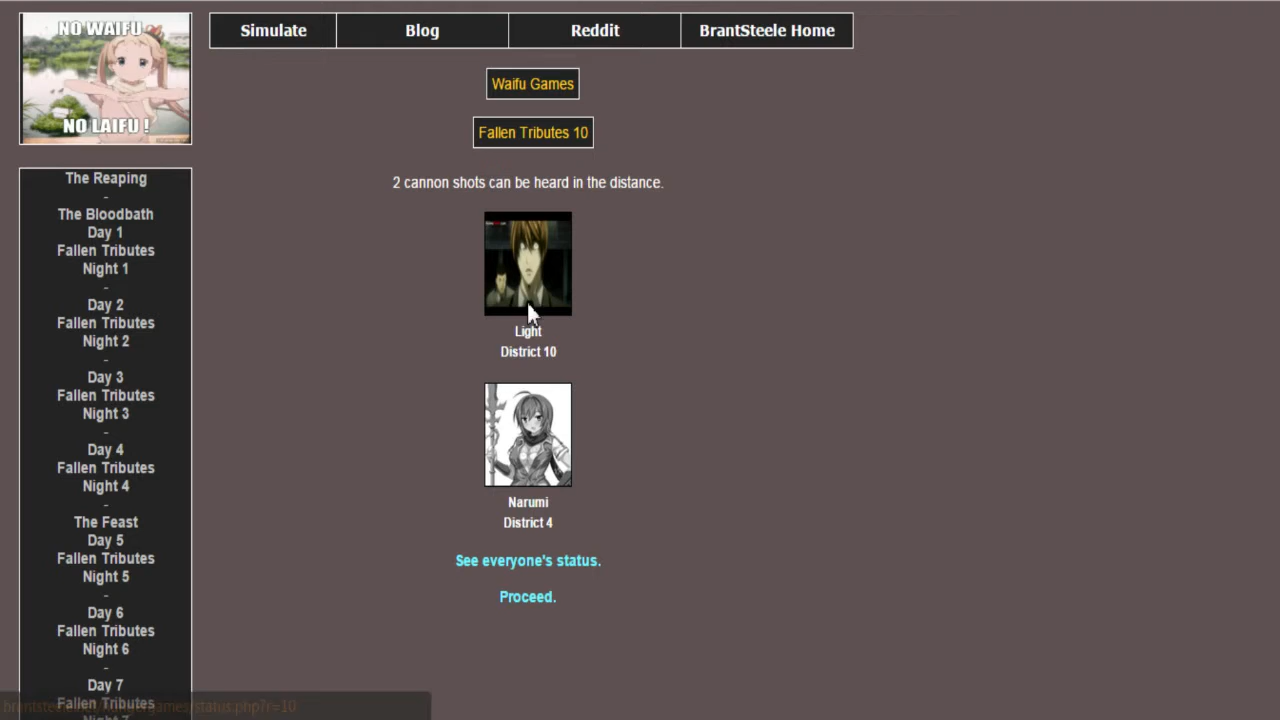 NO WAIFU
NO LAIFU !
Simulate
Blog
Reddit
BrantSteele Home
Waifu Games
Fallen Tributes 10
2 cannon shots can be heard in the distance.
Light
District 10
Narumi
District 4
See everyone's status.
Proceed.
The Reaping
-
The Bloodbath
Day 1
Fallen Tributes
Night 1
-
Day 2
Fallen Tributes
Night 2
-
Day 3
Fallen Tributes
Night 3
-
Day 4
Fallen Tributes
Night 4
-
The Feast
Day 5
Fallen Tributes
Night 5
-
Day 6
Fallen Tributes
Night 6
-
Day 7
Fallen Tributes
Night 7